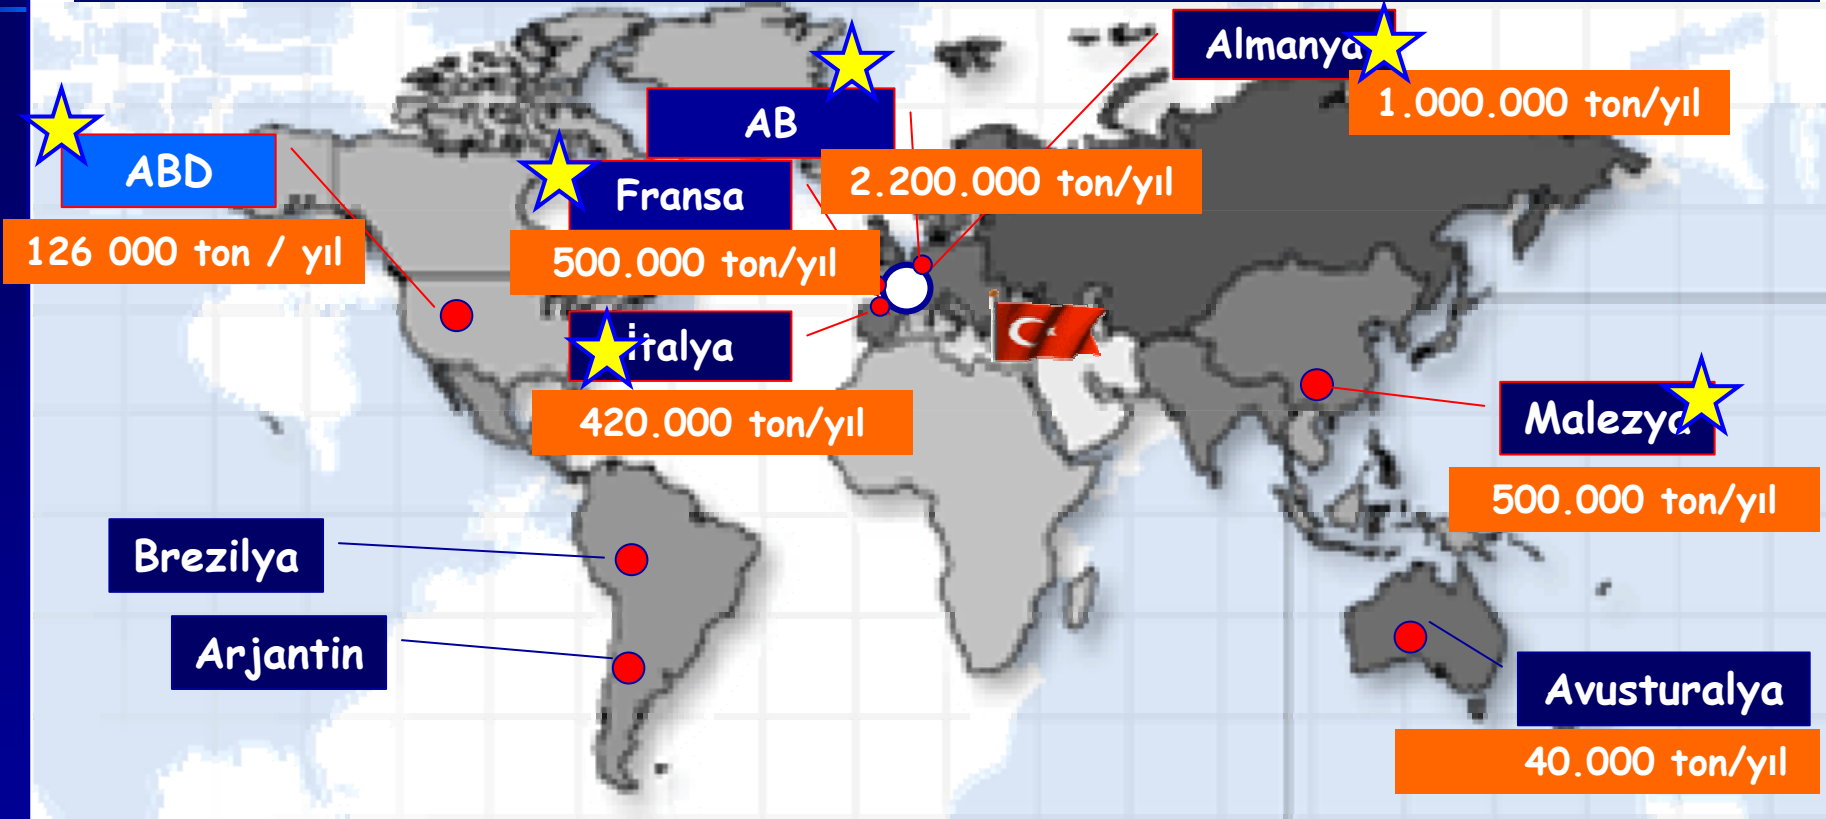 Almanya
1.000.000 ton/yıl
AB
2.200.000 ton/yıl
ABD
126 000 ton / yıl
Fransa
500.000 ton/yıl
İtalya
420.000 ton/yıl
Malezya
500.000 ton/yıl
Brezilya
Arjantin
Avusturalya
40.000 ton/yıl